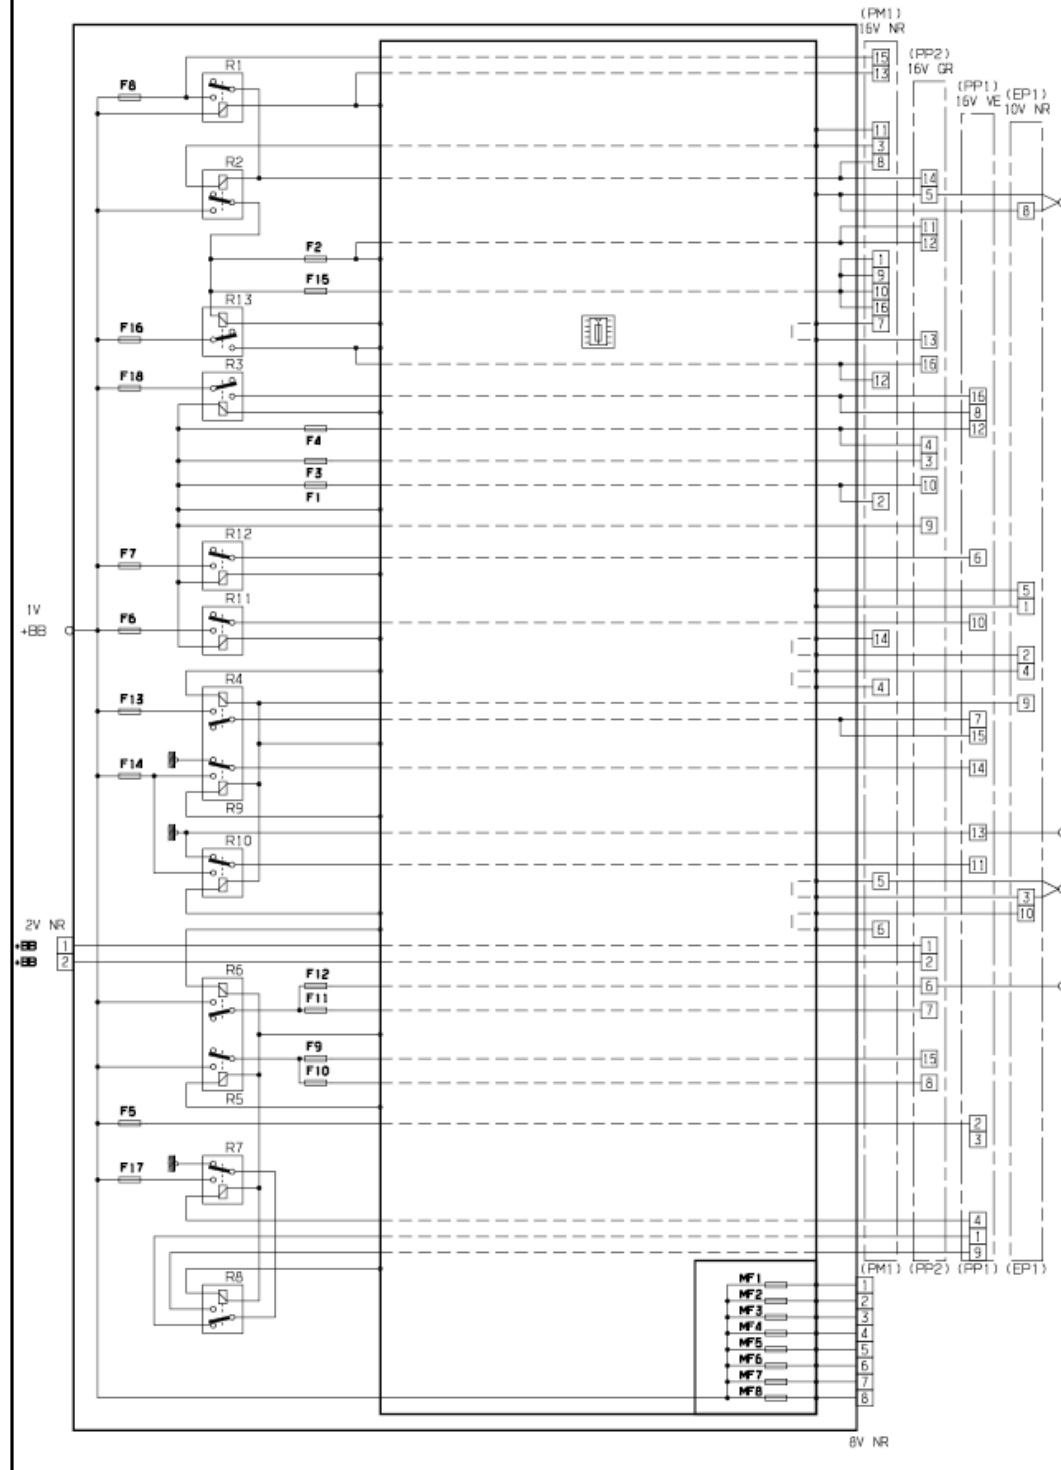 (PM1)
16V NR
(PP2)
16V GR
(PP1)
16V VE
(EP1)
10V NR
R1
15
13
F8
11
3
8
R2
14
5
8
11
12
F2
1
9
F15
10
16
R13
7
F16
13
R3
16
F18
12
16
8
F4
12
4
3
F3
10
F1
2
9
R12
F7
6
R11
5
1
1V
+BB
F6
10
14
2
4
R4
4
F13
9
7
15
F14
14
R9
13
R10
11
5
3
10
2V NR
6
+BB 1
1
+BB 2
2
R6
F12
6
F11
7
F9
15
F10
8
R5
F5
2
3
R7
F17
4
1
9
R8
(PM1) (PP2) (PP1) (EP1)
MF1 1
MF2 2
MF3 3
MF4 4
MF5 5
MF6 6
MF7 7
MF8 8
8V NR